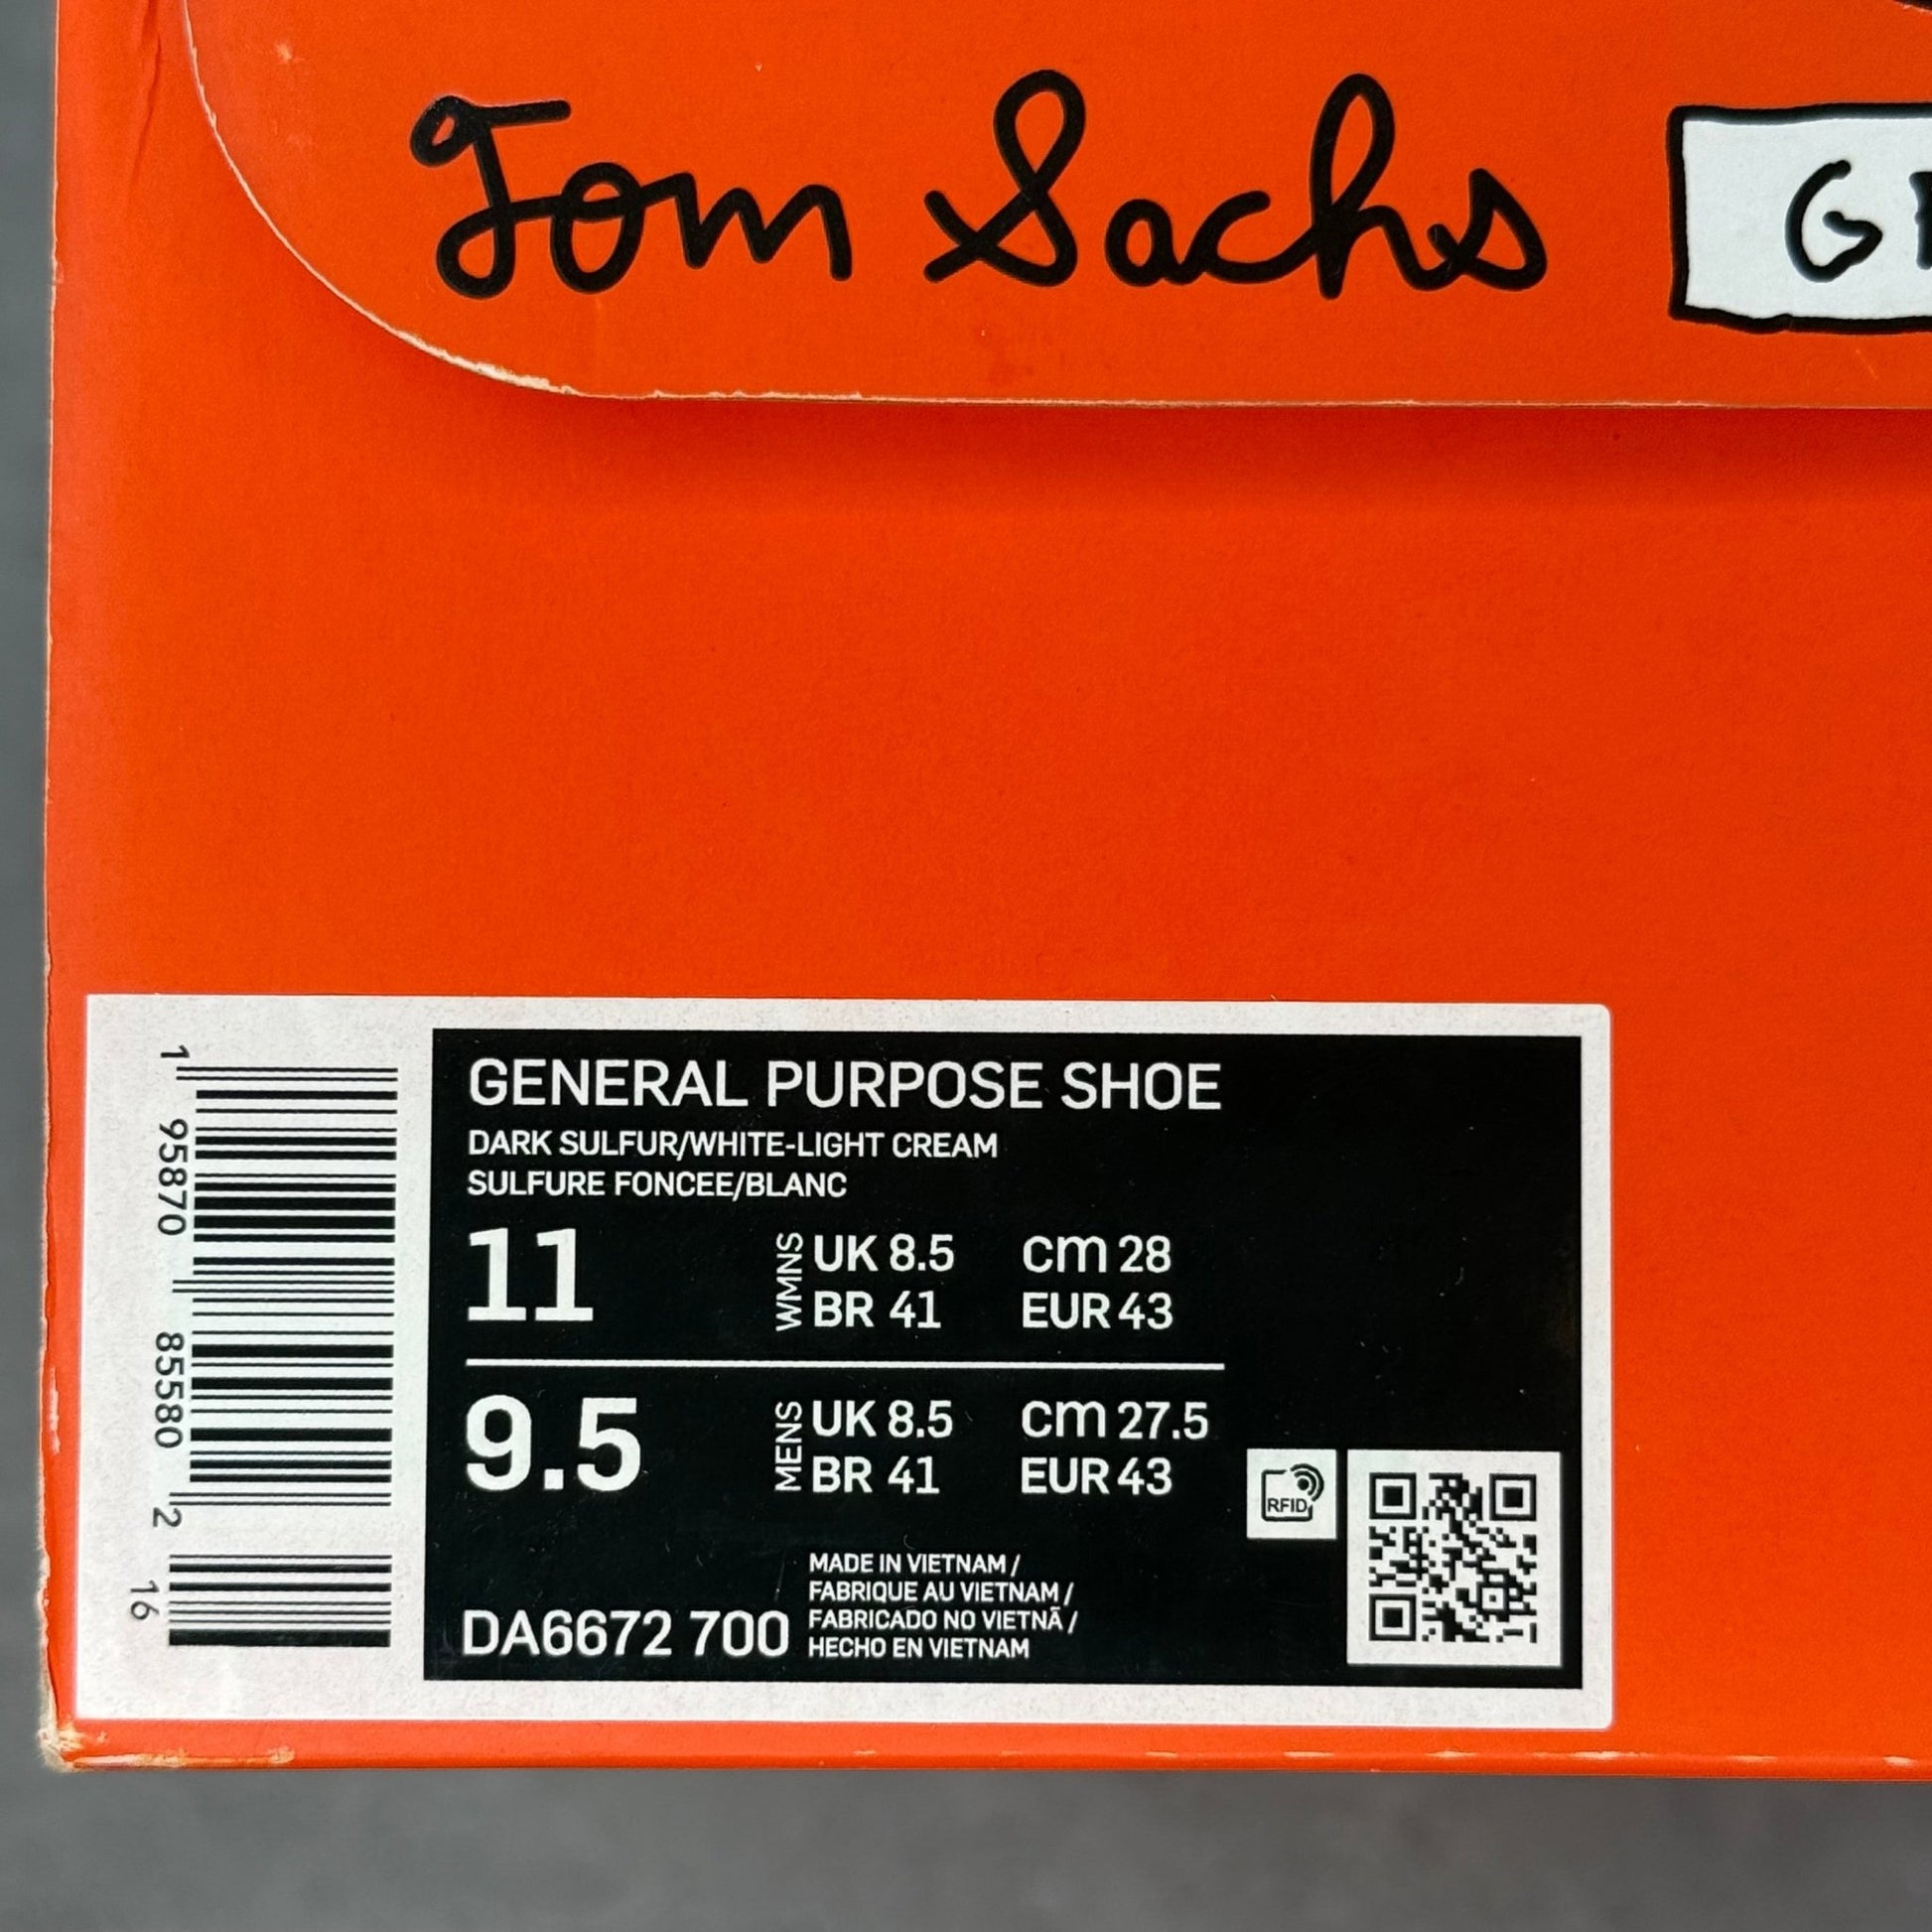 Tom Sachs
GENERAL PURPOSE SHOE
DARK SULFUR/WHITE-LIGHT CREAM
SULFURE FONCEE/BLANC
11 WMNS UK 8.5 cm 28
BR 41 EUR 43
9.5 MENS UK 8.5 cm 27.5
BR 41 EUR 43
RFID
MADE IN VIETNAM /
FABRIQUE AU VIETNAM /
FABRICADO NO VIETNÃ /
HECHO EN VIETNAM
DA6672 700
1 95870 85580 2
16